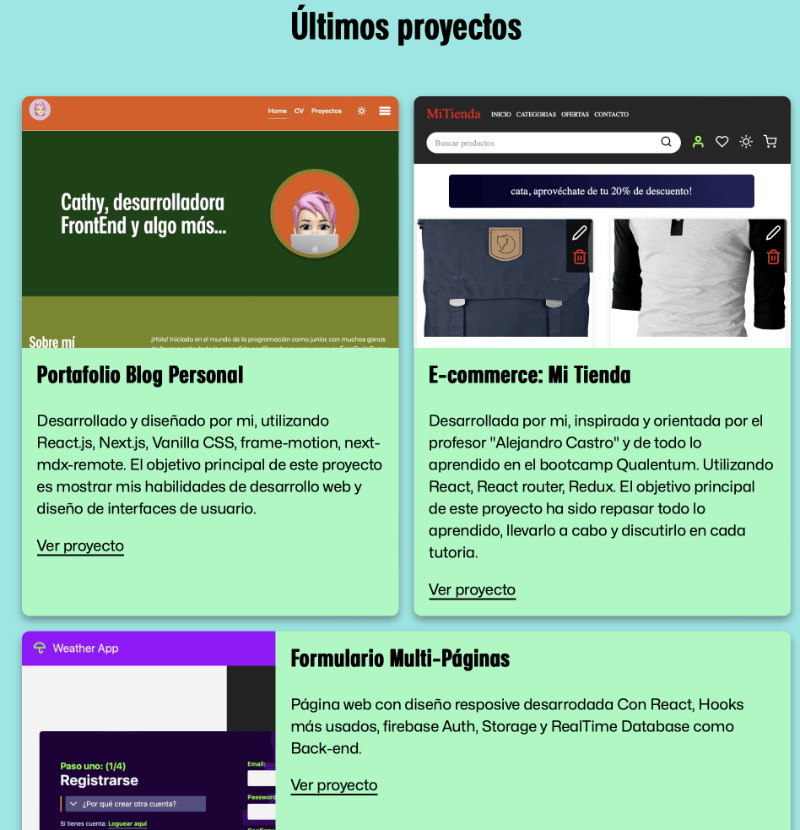 Últimos proyectos
Home CV Proyectos
Cathy, desarrolladora
FrontEnd y algo más...
Sobre mí
¡Hola! Iniciado en el mundo de la programación como junior, con muchas ganas
Portafolio Blog Personal
Desarrollado y diseñado por mi, utilizando
React.js, Next.js, Vanilla CSS, frame-motion, next-
mdx-remote. El objetivo principal de este proyecto
es mostrar mis habilidades de desarrollo web y
diseño de interfaces de usuario.
Ver proyecto
MiTienda INICIO CATEGORIAS OFERTAS CONTACTO
Buscar productos
cata, aprovéchate de tu 20% de descuento!
E-commerce: Mi Tienda
Desarrollada por mi, inspirada y orientada por el
profesor "Alejandro Castro" y de todo lo
aprendido en el bootcamp Qualentum. Utilizando
React, React router, Redux. El objetivo principal
de este proyecto ha sido repasar todo lo
aprendido, llevarlo a cabo y discutirlo en cada
tutoria.
Ver proyecto
Weather App
Paso uno: (1/4)
Registrarse
¿Por qué crear otra cuenta?
Si tienes cuenta: Loguear aquí
Email:
Password
Formulario Multi-Páginas
Página web con diseño resposive desarrodada Con React, Hooks
más usados, firebase Auth, Storage y RealTime Database como
Back-end.
Ver proyecto